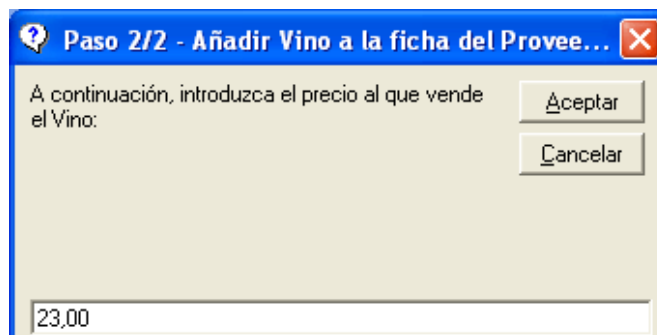 Paso 2/2 - Añadir Vino a la ficha del Provee...
A continuación, introduzca el precio al que vende
el Vino:
Aceptar
Cancelar
23,00